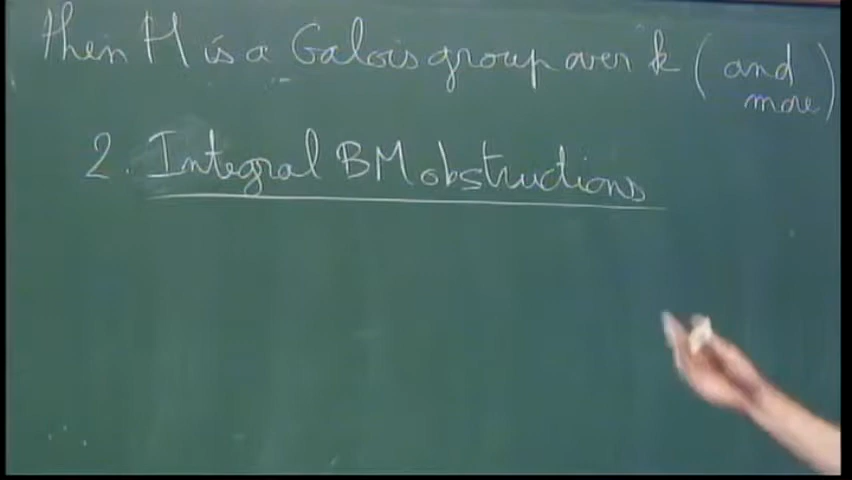 then H is a Galois group over k (and more)
2. Integral BM obstructions